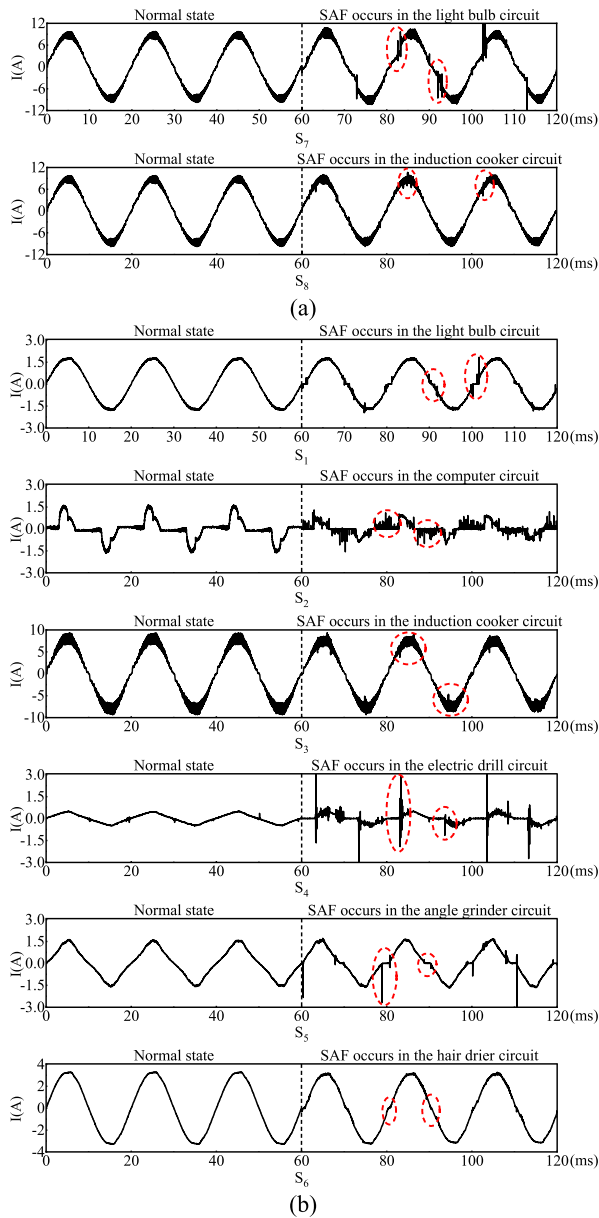 Normal state SAF occurs in the light bulb circuit
I(A)
12
6
0
-6
-12
0 10 20 30 40 50 60 70 80 90 100 110 120 (ms)
S7
Normal state SAF occurs in the induction cooker circuit
I(A)
12
6
0
-6
-12
0 20 40 60 80 100 120 (ms)
S8
(a)
Normal state SAF occurs in the light bulb circuit
I(A)
3.0
1.5
0.0
-1.5
-3.0
0 10 20 30 40 50 60 70 80 90 100 110 120 (ms)
S1
Normal state SAF occurs in the computer circuit
I(A)
3.0
1.5
0.0
-1.5
-3.0
0 20 40 60 80 100 120 (ms)
S2
Normal state SAF occurs in the induction cooker circuit
I(A)
10
5
0
-5
-10
0 20 40 60 80 100 120 (ms)
S3
Normal state SAF occurs in the electric drill circuit
I(A)
3.0
1.5
0.0
-1.5
-3.0
0 20 40 60 80 100 120 (ms)
S4
Normal state SAF occurs in the angle grinder circuit
I(A)
3.0
1.5
0.0
-1.5
-3.0
0 20 40 60 80 100 120 (ms)
S5
Normal state SAF occurs in the hair drier circuit
I(A)
4
2
0
-2
-4
0 20 40 60 80 100 120 (ms)
S6
(b)